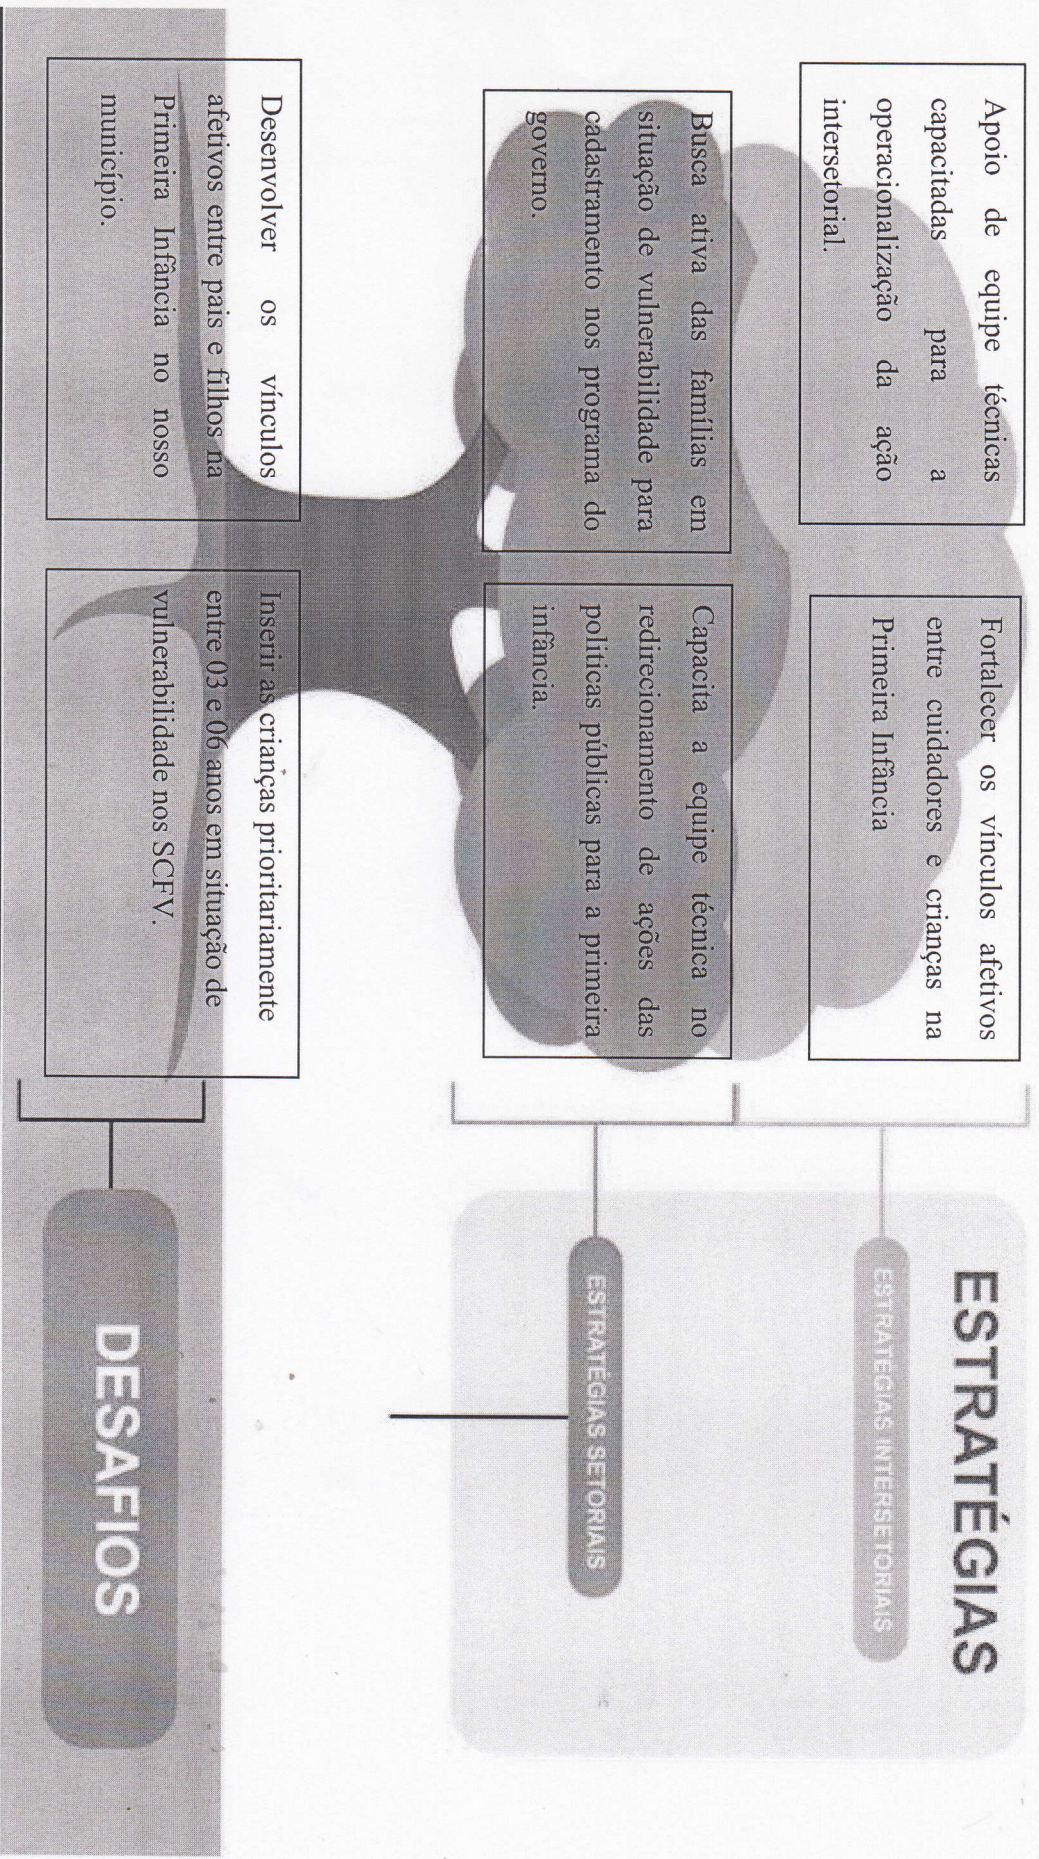 Apoio de equipe técnicas
capacitadas para a
operacionalização da ação
intersetorial.
Fortalecer os vínculos afetivos
entre cuidadores e crianças na
Primeira Infância
ESTRATÉGIAS
ESTRATÉGIAS INTERSETORIAIS
Busca ativa das famílias em
situação de vulnerabilidade para
cadastramento nos programa do
governo.
Capacita a equipe técnica no
redirecionamento de ações das
politicas públicas para a primeira
infância.
ESTRATÉGIAS SETORIAIS
Desenvolver os vínculos
afetivos entre pais e filhos na
Primeira Infância no nosso
município.
Inserir as crianças prioritariamente
entre 03 e 06 anos em situação de
vulnerabilidade nos SCFV.
DESAFIOS